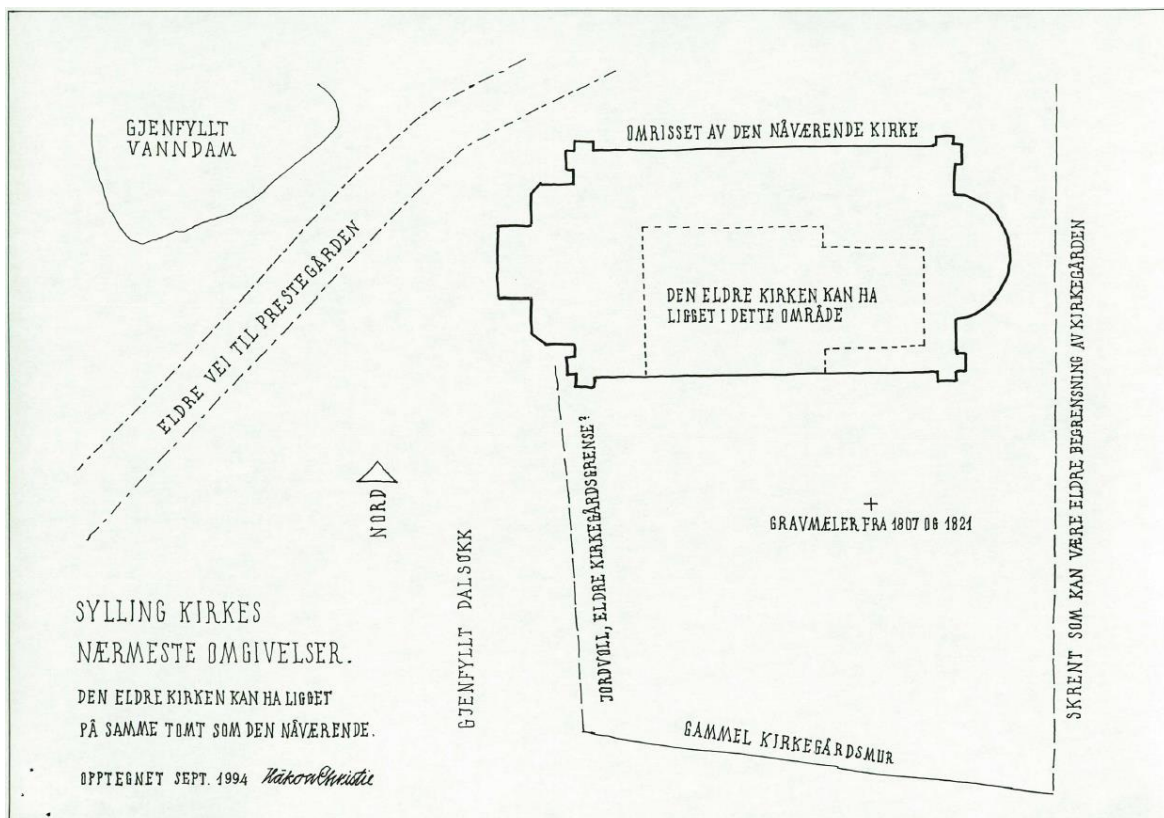 GJENFYLLT
VANNDAM
ELDRE VEI TIL PRESTEGÅRDEN
OMRISSET AV DEN NÅVÆRENDE KIRKE
DEN ELDRE KIRKEN KAN HA
LIGGET I DETTE OMRÅDE
SKRENT SOM KAN VÆRE ELDRE BEGRENSNING AV KIRKEGÅRDEN
JORDVOLL, ELDRE KIRKEGÅRDSGRENSE?
NORD
GRAVMÆLER FRA 1807 OG 1821
GJENFYLLT DALSØKK
GAMMEL KIRKEGÅRDSMUR
SYLLING KIRKES
NÆRMESTE OMGIVELSER.
DEN ELDRE KIRKEN KAN HA LIGGET
PÅ SAMME TOMT SOM DEN NÅVÆRENDE.
OPPTEGNET SEPT. 1994 Håkon Christie